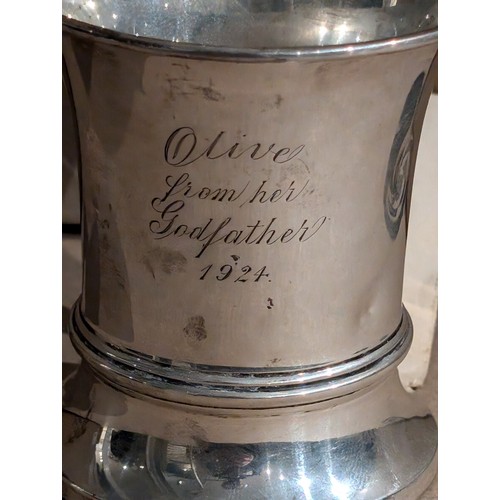 Olive
from her
Godfather
1924.